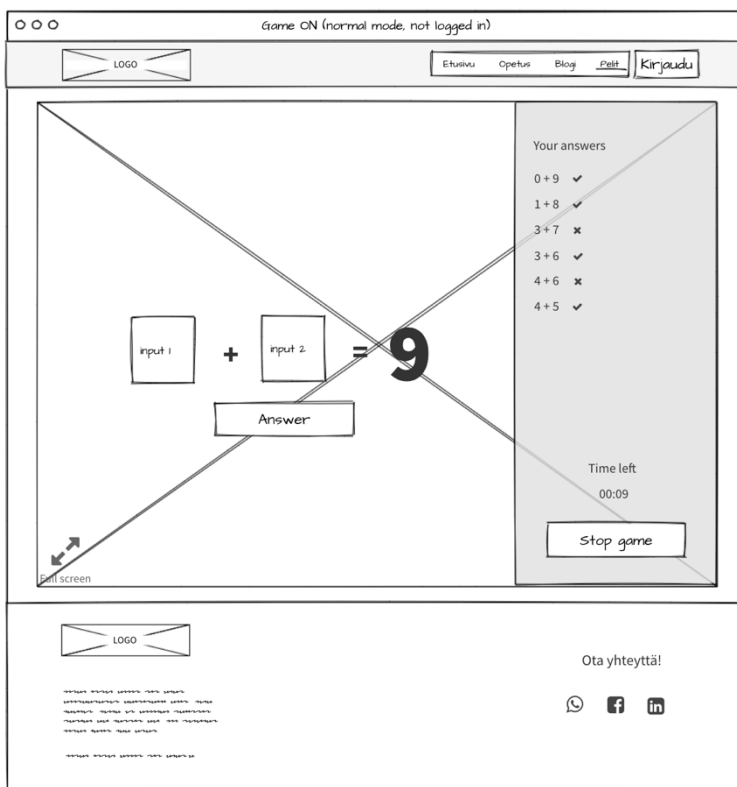 Game ON (normal mode, not logged in)
LOGO
Etusivu Opetus Blogi Pelit Kirjaudu
Your answers
0 + 9 ✔
1 + 8 ✔
3 + 7 ✖
3 + 6 ✔
4 + 6 ✖
4 + 5 ✔
input 1 + input 2 = 9
Answer
Time left
00:09
Stop game
Full screen
LOGO
Ota yhteyttä!